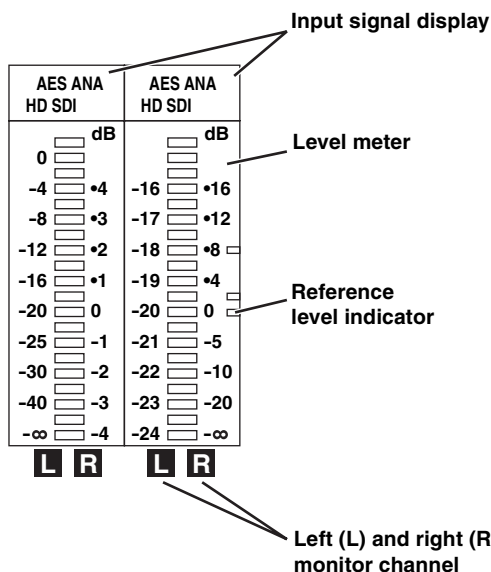 Input signal display
AES ANA AES ANA
HD SDI HD SDI
dB dB
0
-4 •4 -16 •16
Level meter
-8 •3 -17 •12
-12 •2 -18 •8
-16 •1 -19 •4
-20 0 -20 0
Reference
level indicator
-25 -1 -21 -5
-30 -2 -22 -10
-40 -3 -23 -20
-∞ -4 -24 -∞
L R L R
Left (L) and right (R
monitor channel